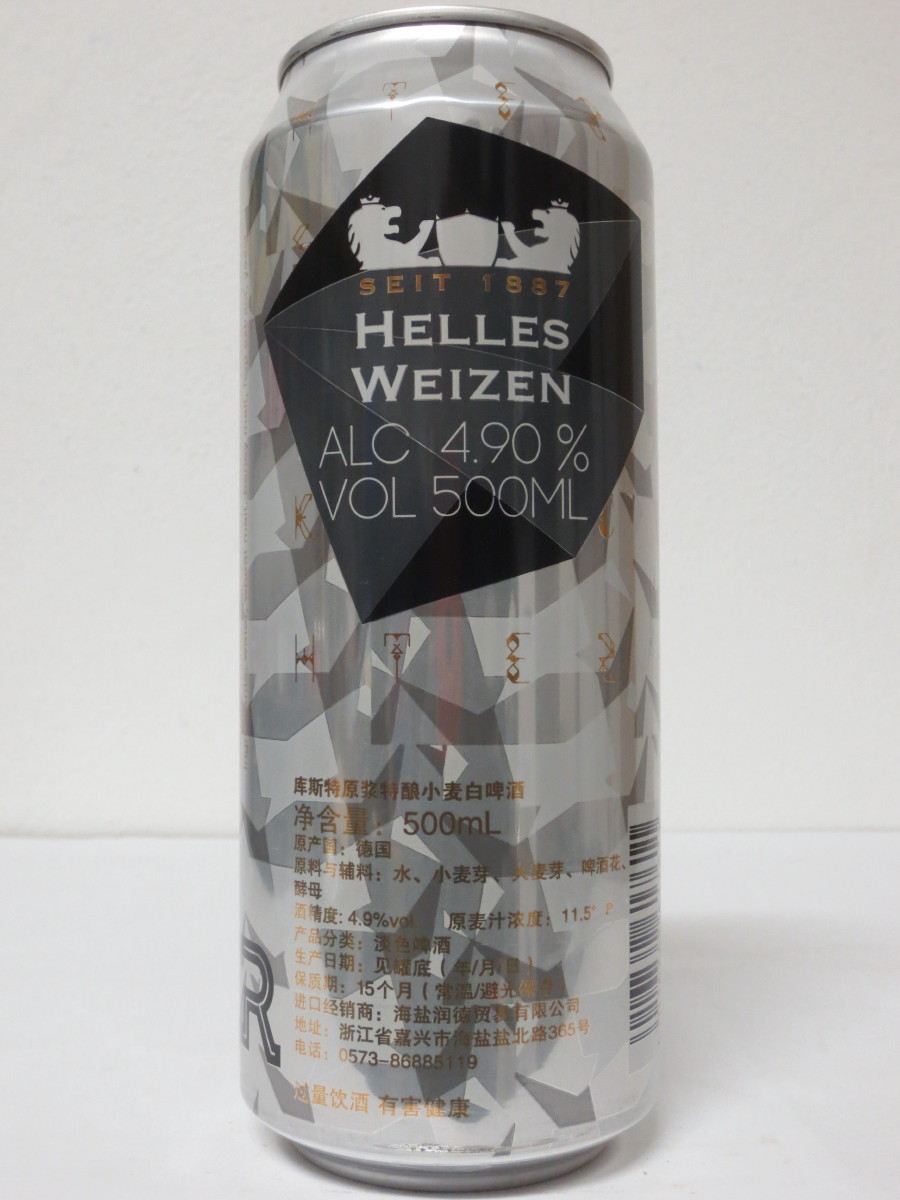 SEIT 1887
HELLES
WEIZEN
ALC 4.90 %
VOL 500ML
库斯特原浆特酿小麦白啤酒
净含量：500mL
原产国：德国
原料与辅料：水、小麦芽、大麦芽、啤酒花、
酵母
酒精度: 4.9%vol 原麦汁浓度：11.5° P
产品分类：淡色啤酒
生产日期：见罐底（年/月/日）
保质期：15个月（常温/避光保存）
进口经销商：海盐润德贸易有限公司
地址：浙江省嘉兴市海盐盐北路365号
电话：0573-86885119
过量饮酒 有害健康
R